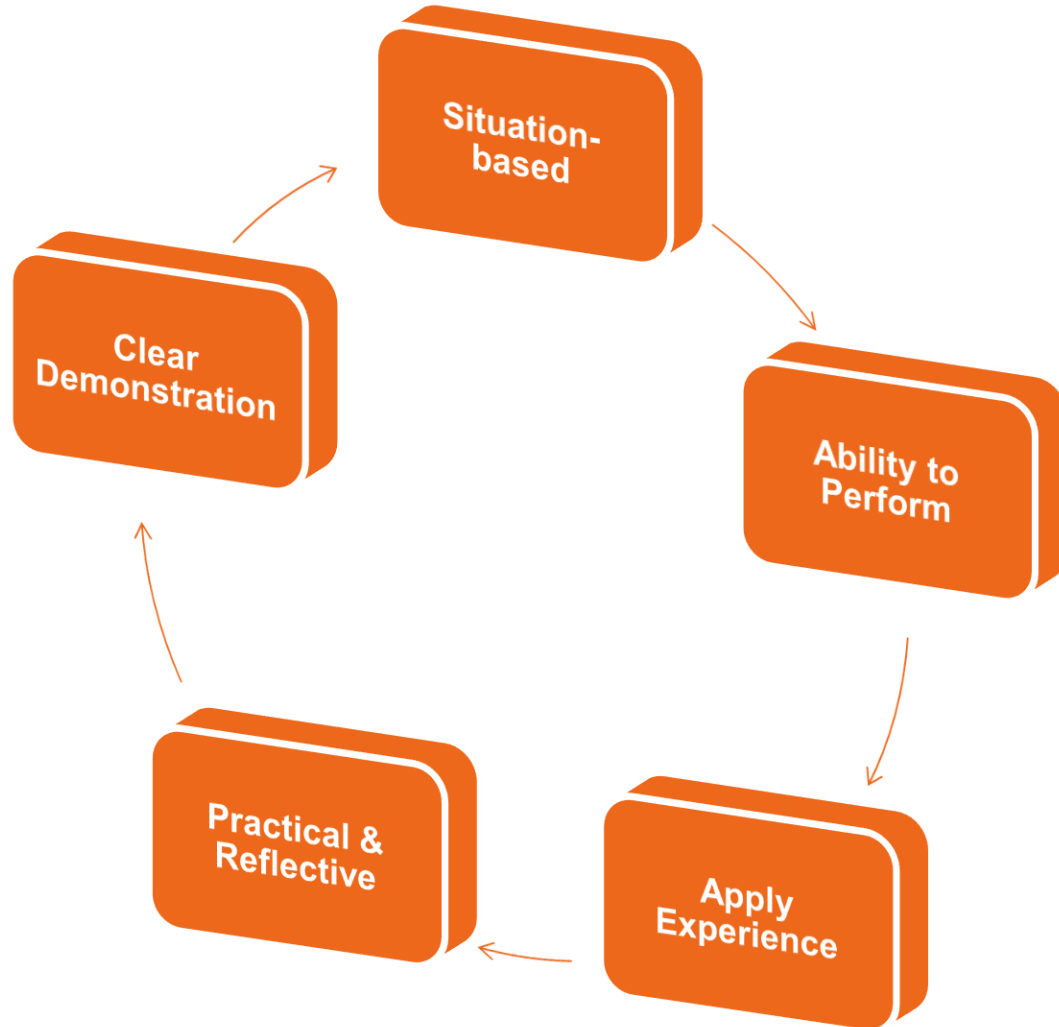 Situation-
based
Ability to
Perform
Apply
Experience
Practical &
Reflective
Clear
Demonstration